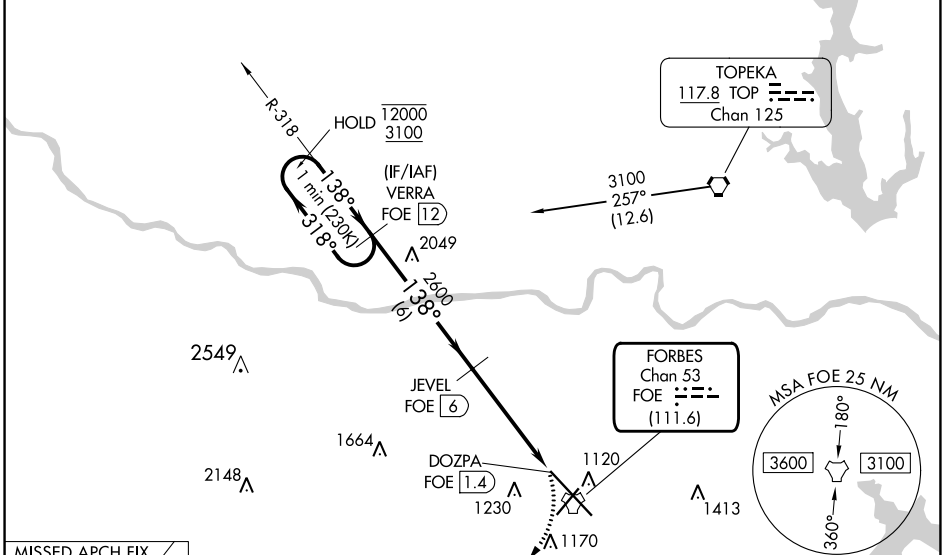 TOPEKA
117.8 TOP
Chan 125
R-318
HOLD 12000
3100
(IF/IAF)
VERRA
FOE 12
138°
1 min (230K)
318°
3100
257°
(12.6)
2049
2600
138°
(6)
2549
JEVEL
FOE 6
FORBES
Chan 53
FOE
(111.6)
MSA FOE 25 NM
180°
3600
3100
360°
1664
DOZPA
FOE 1.4
2148
1230
1120
1413
1170
MISSED APCH FIX